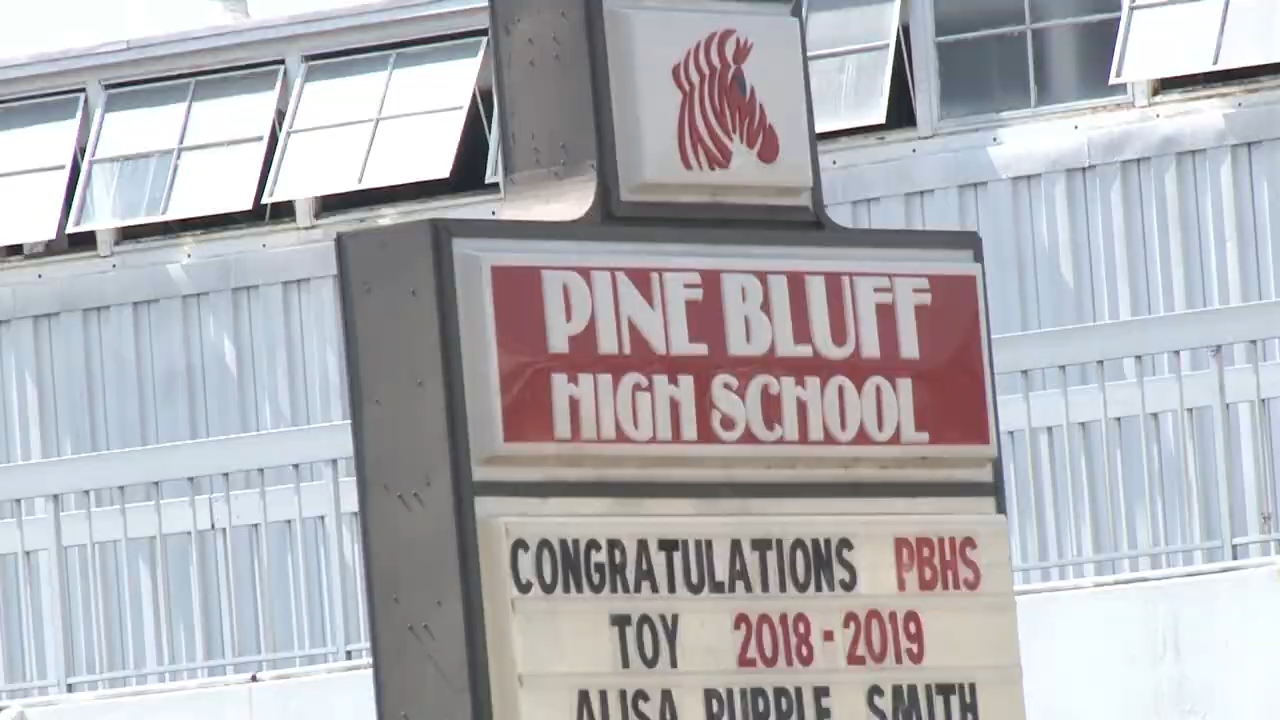 PINE BLUFF
HIGH SCHOOL
CONGRATULATIONS PBHS
TOY 2018-2019
ALISA PURPLE SMITH